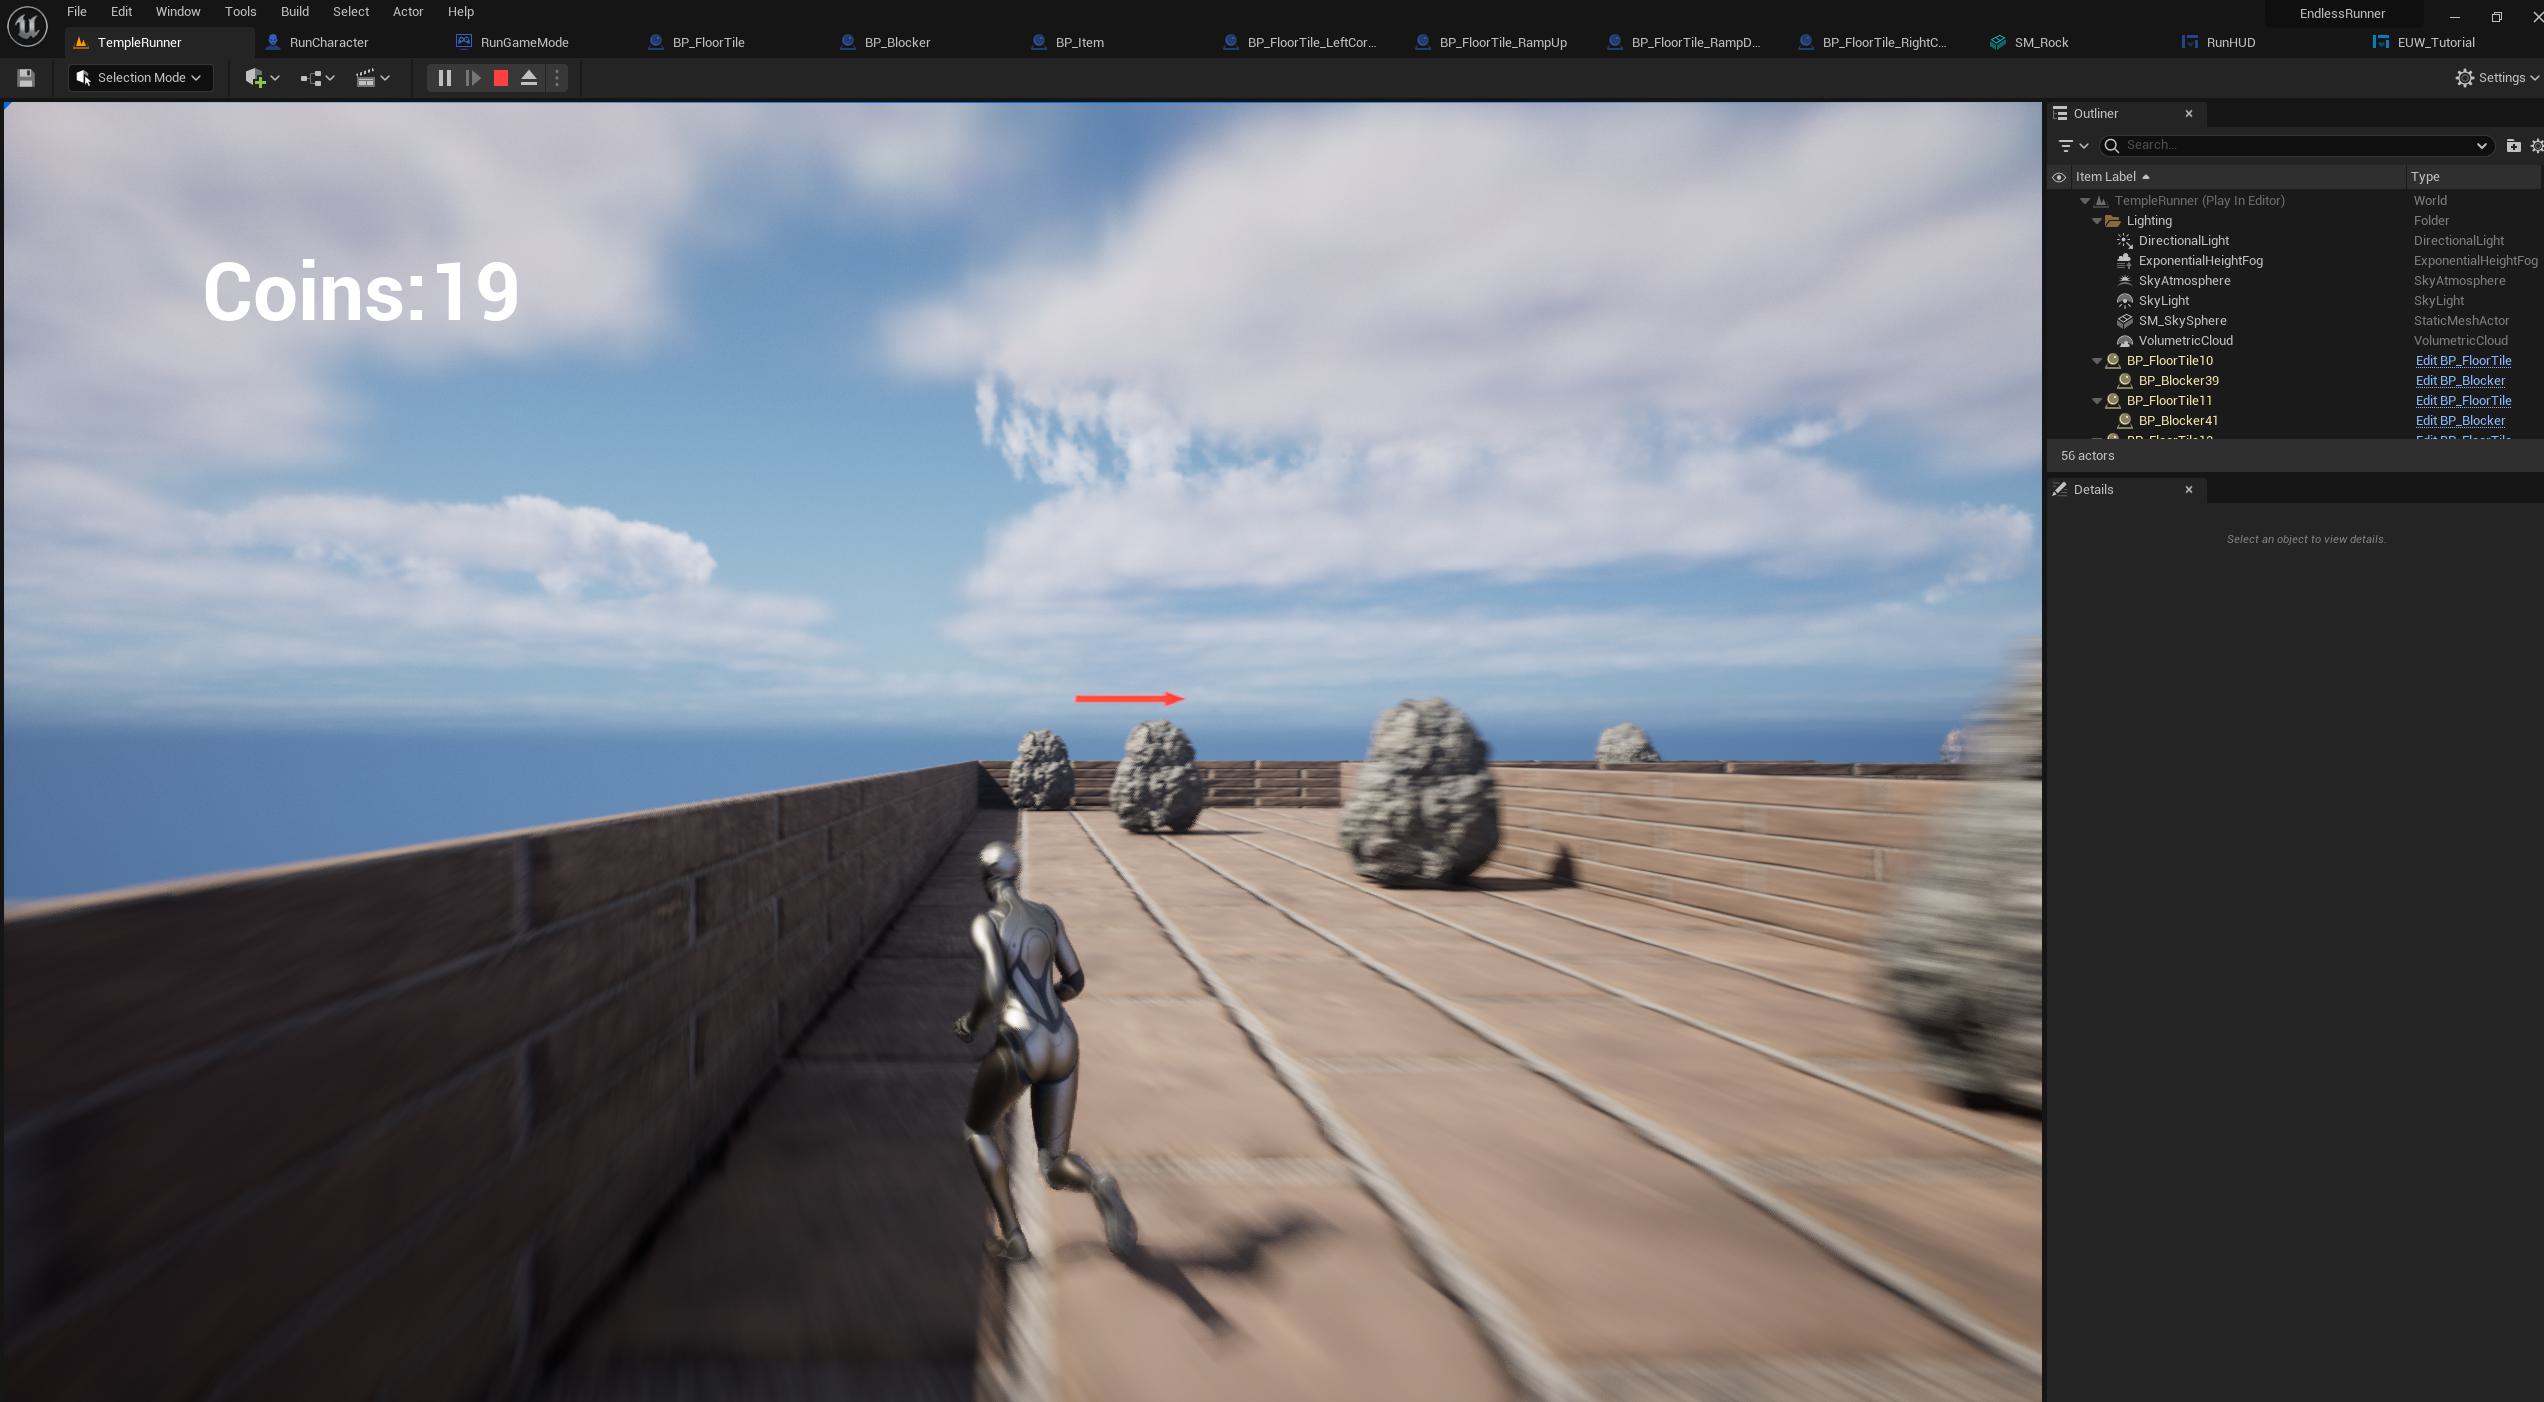 File Edit Window Tools Build Select Actor Help
EndlessRunner
TempleRunner RunCharacter RunGameMode BP_FloorTile BP_Blocker BP_Item BP_FloorTile_LeftCor... BP_FloorTile_RampUp BP_FloorTile_RampD... BP_FloorTile_RightC... SM_Rock RunHUD EUW_Tutorial
Selection Mode
Settings
Coins:19
Outliner
Search...
Item Label Type
TempleRunner (Play In Editor) World
Lighting Folder
DirectionalLight DirectionalLight
ExponentialHeightFog ExponentialHeightFog
SkyAtmosphere SkyAtmosphere
SkyLight SkyLight
SM_SkySphere StaticMeshActor
VolumetricCloud VolumetricCloud
BP_FloorTile10 Edit BP_FloorTile
BP_Blocker39 Edit BP_Blocker
BP_FloorTile11 Edit BP_FloorTile
BP_Blocker41 Edit BP_Blocker
56 actors
Details
Select an object to view details.